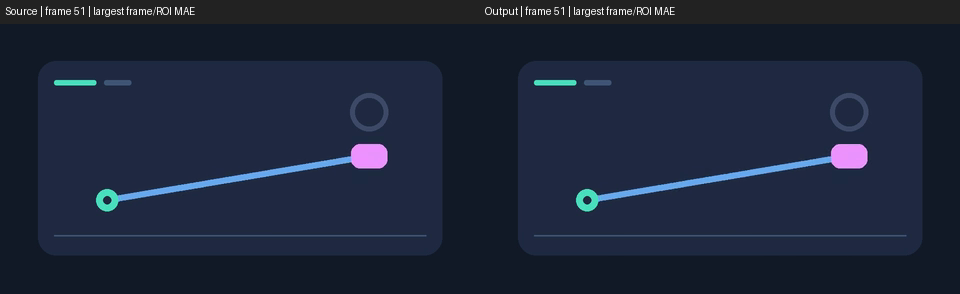 Source | frame 51 | largest frame/ROI MAE
Output | frame 51 | largest frame/ROI MAE